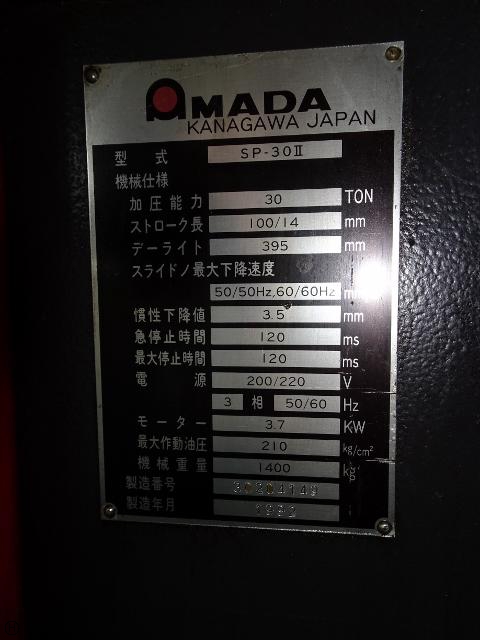 AMADA
KANAGAWA JAPAN
型式 SP-30II
機械仕様
加圧能力 30 TON
ストローク長 100/14 mm
デーライト 395 mm
スライドノ最大下降速度
50/50Hz,60/60Hz
慣性下降値 3.5 mm
急停止時間 120 ms
最大停止時間 120 ms
電源 200/220 V
3 相 50/60 Hz
モーター 3.7 KW
最大作動油圧 210 kg/cm²
機械重量 1400 kg
製造番号
製造年月 1992